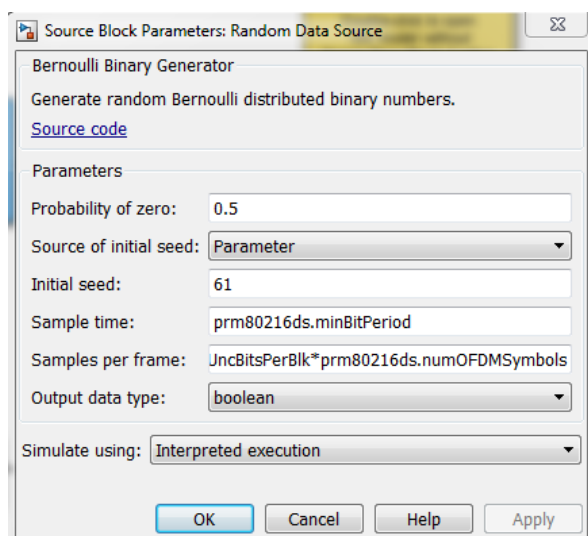 Source Block Parameters: Random Data Source
Bernoulli Binary Generator
Generate random Bernoulli distributed binary numbers.
Source code
Parameters
Probability of zero: 0.5
Source of initial seed: Parameter
Initial seed: 61
Sample time: prm80216ds.minBitPeriod
Samples per frame: UncBitsPerBlk*prm80216ds.numOFDMSymbols
Output data type: boolean
Simulate using: Interpreted execution
OK Cancel Help Apply